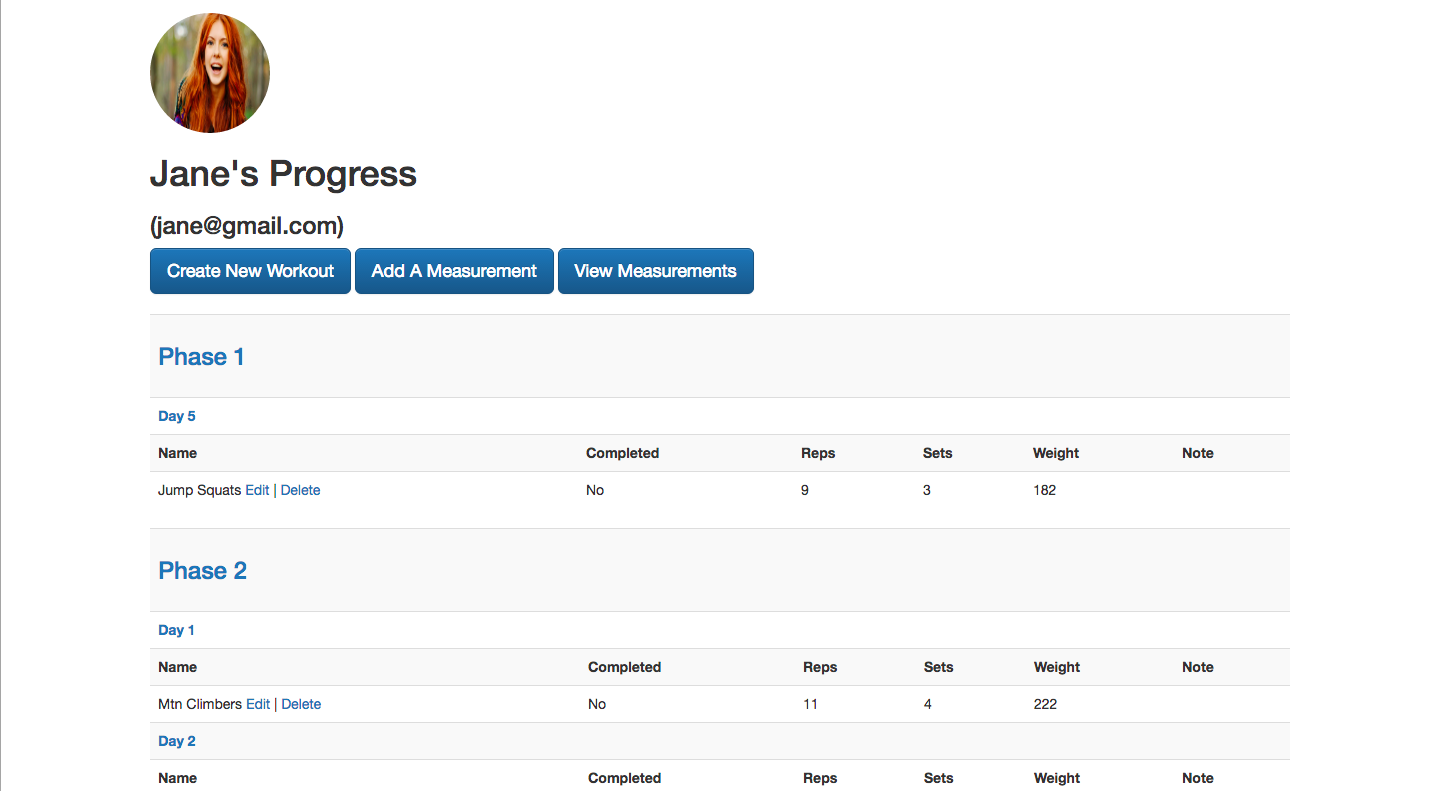 Jane's Progress
(jane@gmail.com)
Create New Workout Add A Measurement View Measurements
Phase 1
Day 5
Name Completed Reps Sets Weight Note
Jump Squats Edit | Delete No 9 3 182
Phase 2
Day 1
Name Completed Reps Sets Weight Note
Mtn Climbers Edit | Delete No 11 4 222
Day 2
Name Completed Reps Sets Weight Note